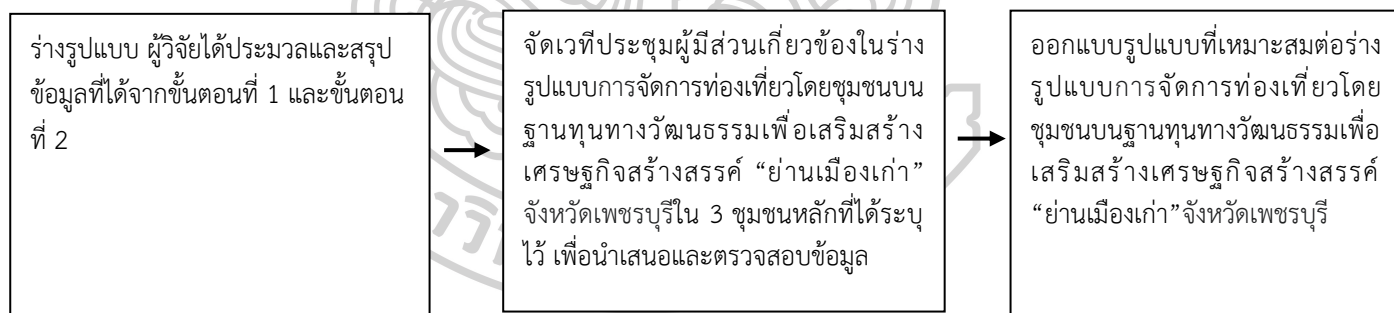 ร่างรูปแบบ ผู้วิจัยได้ประมวลและสรุป
ข้อมูลที่ได้จากขั้นตอนที่ 1 และขั้นตอน
ที่ 2
จัดเวทีประชุมผู้มีส่วนเกี่ยวข้องในร่าง
รูปแบบการจัดการท่องเที่ยวโดยชุมชนบน
ฐานทุนทางวัฒนธรรมเพื่อเสริมสร้าง
เศรษฐกิจสร้างสรรค์ “ย่านเมืองเก่า”
จังหวัดเพชรบุรีใน 3 ชุมชนหลักที่ได้ระบุ
ไว้ เพื่อนำเสนอและตรวจสอบข้อมูล
ออกแบบรูปแบบที่เหมาะสมต่อร่าง
รูปแบบการจัดการท่องเที่ยวโดย
ชุมชนบนฐานทุนทางวัฒนธรรมเพื่อ
เสริมสร้างเศรษฐกิจสร้างสรรค์
“ย่านเมืองเก่า”จังหวัดเพชรบุรี